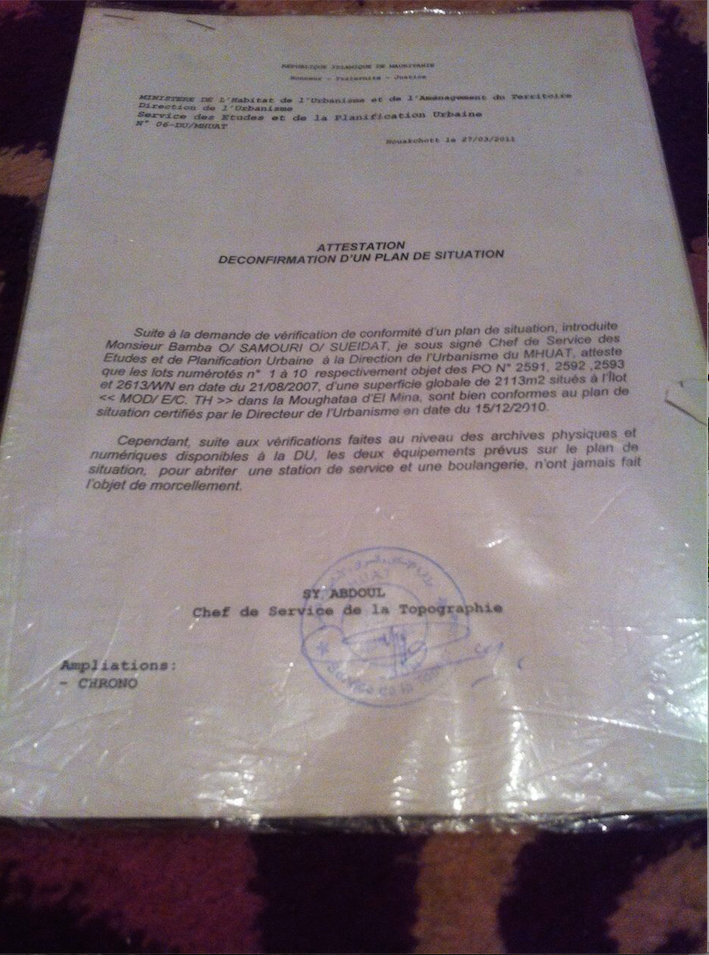 REPUBLIQUE ISLAMIQUE DE MAURITANIE
Honneur - Fraternité - Justice
MINISTERE DE L'Habitat de l'Urbanisme et de l'Aménagement du Territoire
Direction de l'Urbanisme
Service des Etudes et de la Planification Urbaine
N° 06-DU/MHUAT
Nouakchott le 27/03/2011
ATTESTATION
DECONFIRMATION D'UN PLAN DE SITUATION
Suite à la demande de vérification de conformité d'un plan de situation, introduite
Monsieur Bamba O/ SAMOURI O/ SUEIDAT, je sous signé Chef de Service des
Etudes et de Planification Urbaine à la Direction de l'Urbanisme du MHUAT, atteste
que les lots numérotés n° 1 à 10 respectivement objet des PO N° 2591, 2592 ,2593
et 2613/WN en date du 21/08/2007, d'une superficie globale de 2113m2 situés à l'Îlot
<< MOD/ E/C. TH >> dans la Moughataa d'El Mina, sont bien conformes au plan de
situation certifiés par le Directeur de l'Urbanisme en date du 15/12/2010.
Cependant, suite aux vérifications faites au niveau des archives physiques et
numériques disponibles à la DU, les deux équipements prévus sur le plan de
situation, pour abriter une station de service et une boulangerie, n'ont jamais fait
l'objet de morcellement.
MHUAT
SY ABDOUL
Chef de Service de la Topographie
Service de la
Ampliations:
- CHRONO